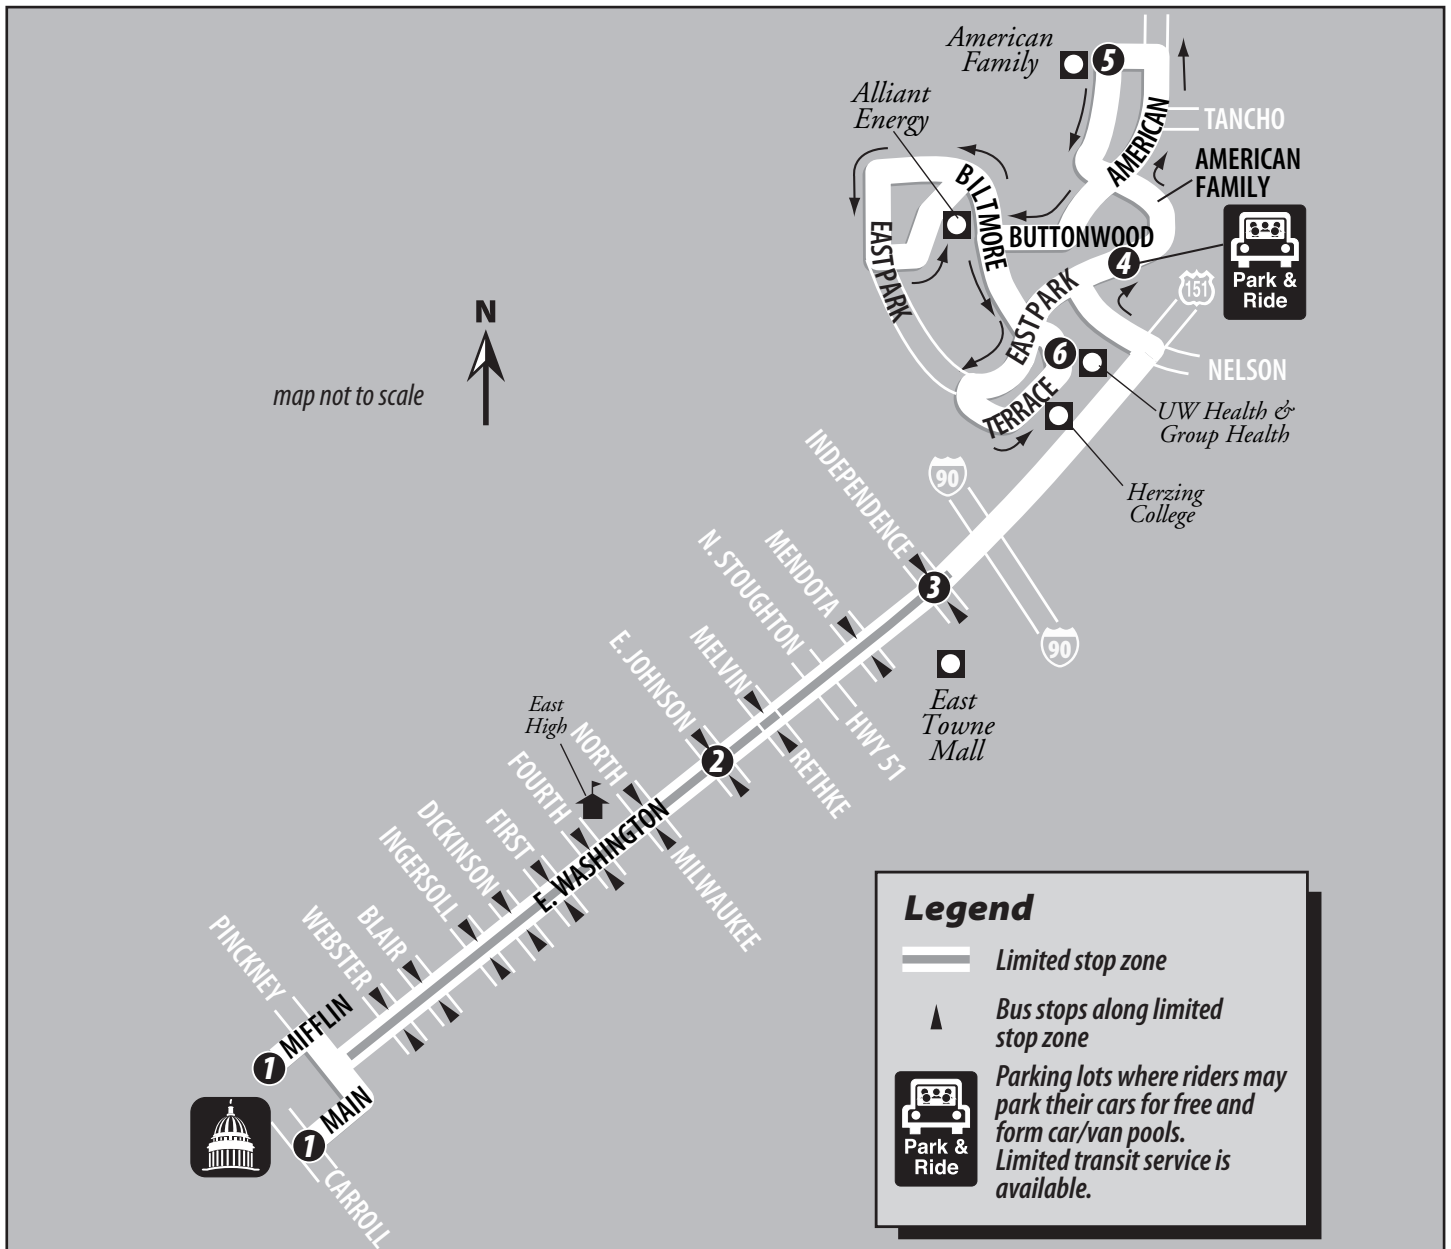 American
Family
5
Alliant
Energy
TANCHO
AMERICAN
AMERICAN
FAMILY
BILTMORE
EASTPARK
BUTTONWOOD
4
Park &
Ride
151
EASTPARK
6
NELSON
TERRACE
UW Health &
Group Health
Herzing
College
N
map not to scale
INDEPENDENCE
90
3
90
MENDOTA
N. STOUGHTON
HWY 51
MELVIN
RETHKE
E. JOHNSON
2
East
Towne
Mall
East
High
NORTH
MILWAUKEE
FOURTH
E. WASHINGTON
FIRST
DICKINSON
INGERSOLL
BLAIR
WEBSTER
PINCKNEY
MIFFLIN
1
MAIN
1
CARROLL
Legend
Limited stop zone
Bus stops along limited
stop zone
Park &
Ride
Parking lots where riders may
park their cars for free and
form car/van pools.
Limited transit service is
available.